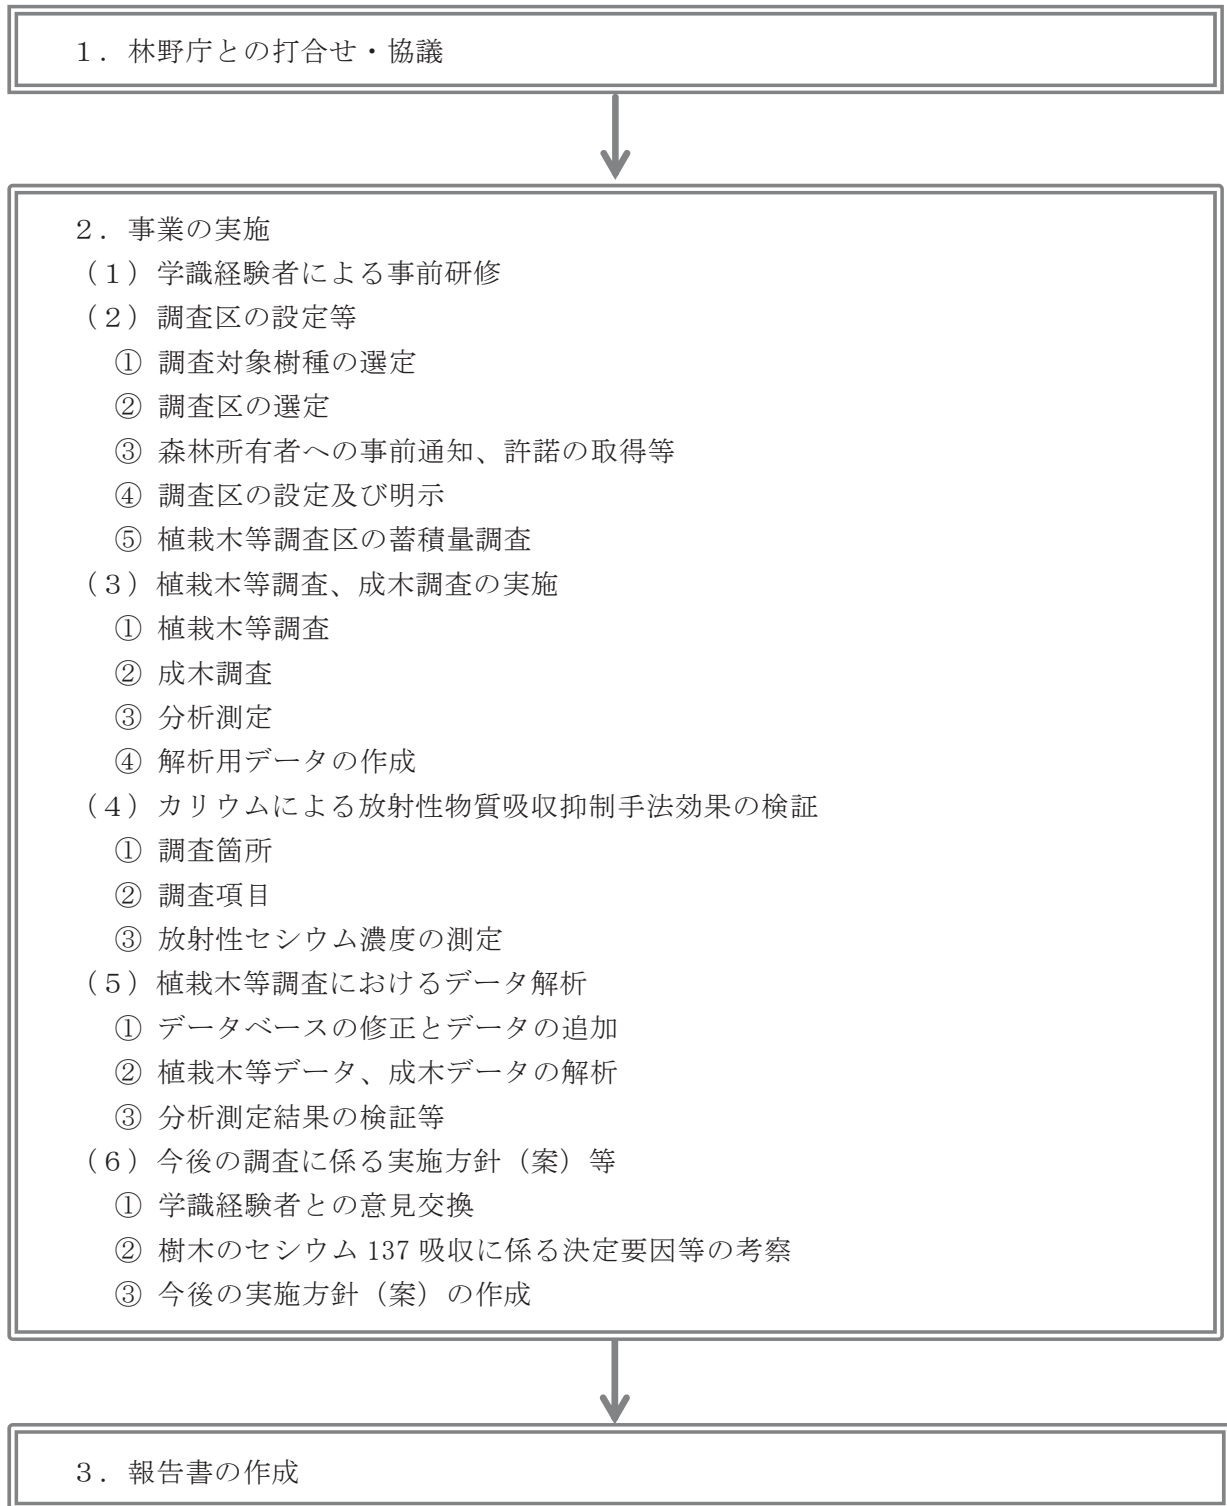 １．林野庁との打合せ・協議
２．事業の実施
（１）学識経験者による事前研修
（２）調査区の設定等
① 調査対象樹種の選定
② 調査区の選定
③ 森林所有者への事前通知、許諾の取得等
④ 調査区の設定及び明示
⑤ 植栽木等調査区の蓄積量調査
（３）植栽木等調査、成木調査の実施
① 植栽木等調査
② 成木調査
③ 分析測定
④ 解析用データの作成
（４）カリウムによる放射性物質吸収抑制手法効果の検証
① 調査箇所
② 調査項目
③ 放射性セシウム濃度の測定
（５）植栽木等調査におけるデータ解析
① データベースの修正とデータの追加
② 植栽木等データ、成木データの解析
③ 分析測定結果の検証等
（６）今後の調査に係る実施方針（案）等
① 学識経験者との意見交換
② 樹木のセシウム 137 吸収に係る決定要因等の考察
③ 今後の実施方針（案）の作成
３．報告書の作成